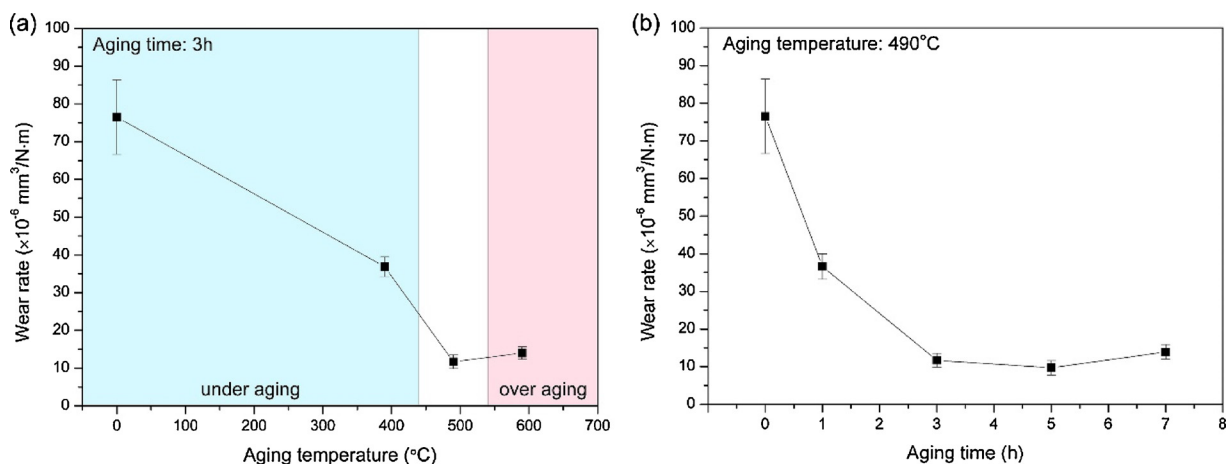 (a)
Aging time: 3h
100
90
80
70
60
50
40
30
20
10
0
Wear rate (×10⁻⁶ mm³/N·m)
under aging
over aging
0 100 200 300 400 500 600 700
Aging temperature (°C)
(b)
Aging temperature: 490°C
100
90
80
70
60
50
40
30
20
10
0
Wear rate (×10⁻⁶ mm³/N·m)
0 1 2 3 4 5 6 7 8
Aging time (h)